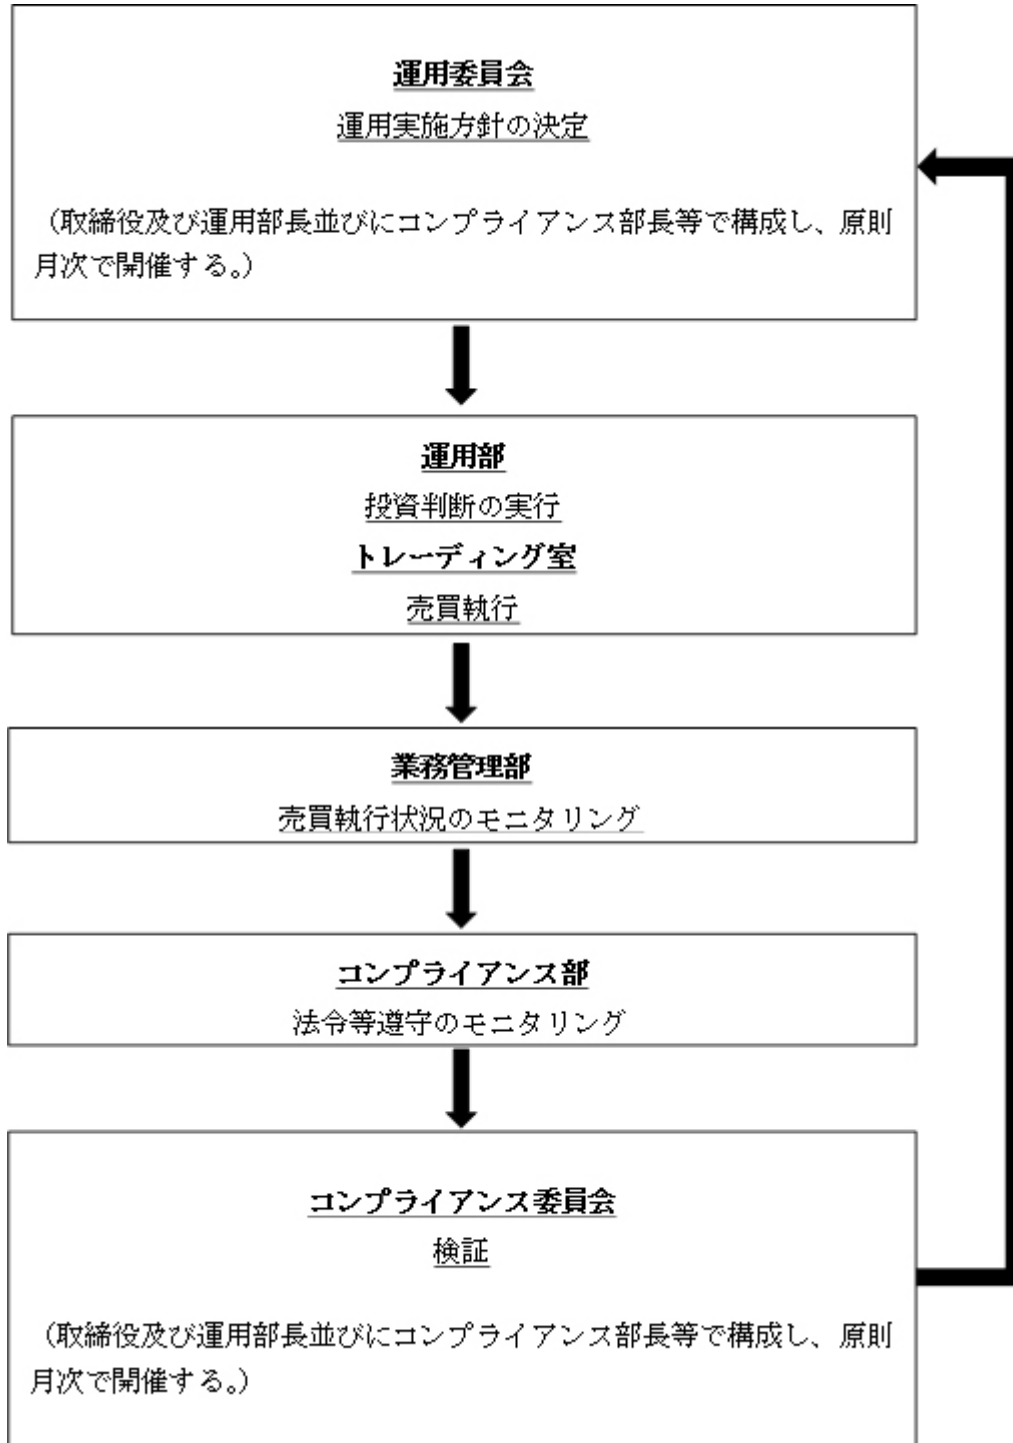 運用委員会
運用実施方針の決定
（取締役及び運用部長並びにコンプライアンス部長等で構成し、原則
月次で開催する。）
運用部
投資判断の実行
トレーディング室
売買執行
業務管理部
売買執行状況のモニタリング
コンプライアンス部
法令等遵守のモニタリング
コンプライアンス委員会
検証
（取締役及び運用部長並びにコンプライアンス部長等で構成し、原則
月次で開催する。）